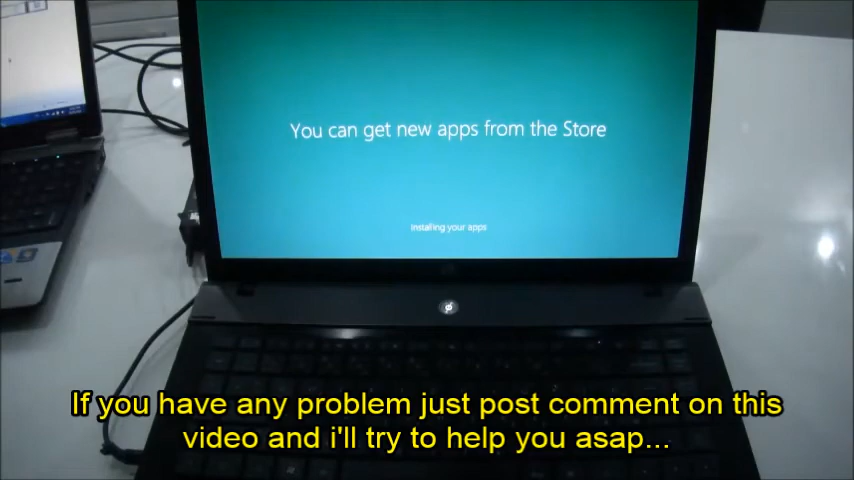 You can get new apps from the Store
Installing your apps
If you have any problem just post comment on this
video and i'll try to help you asap...